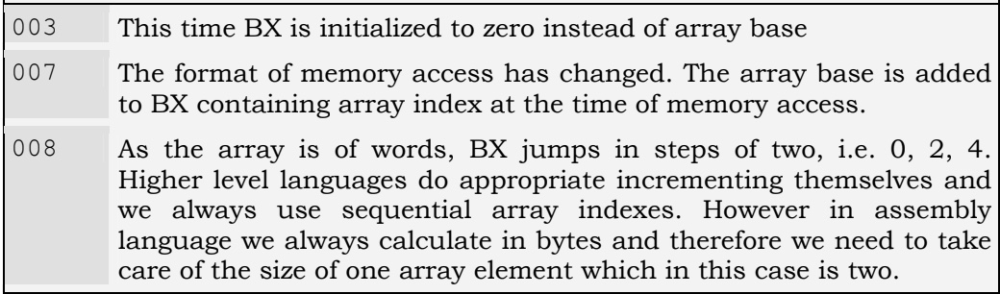 003 This time BX is initialized to zero instead of array base
007 The format of memory access has changed. The array base is added
to BX containing array index at the time of memory access.
008 As the array is of words, BX jumps in steps of two, i.e. 0, 2, 4.
Higher level languages do appropriate incrementing themselves and
we always use sequential array indexes. However in assembly
language we always calculate in bytes and therefore we need to take
care of the size of one array element which in this case is two.